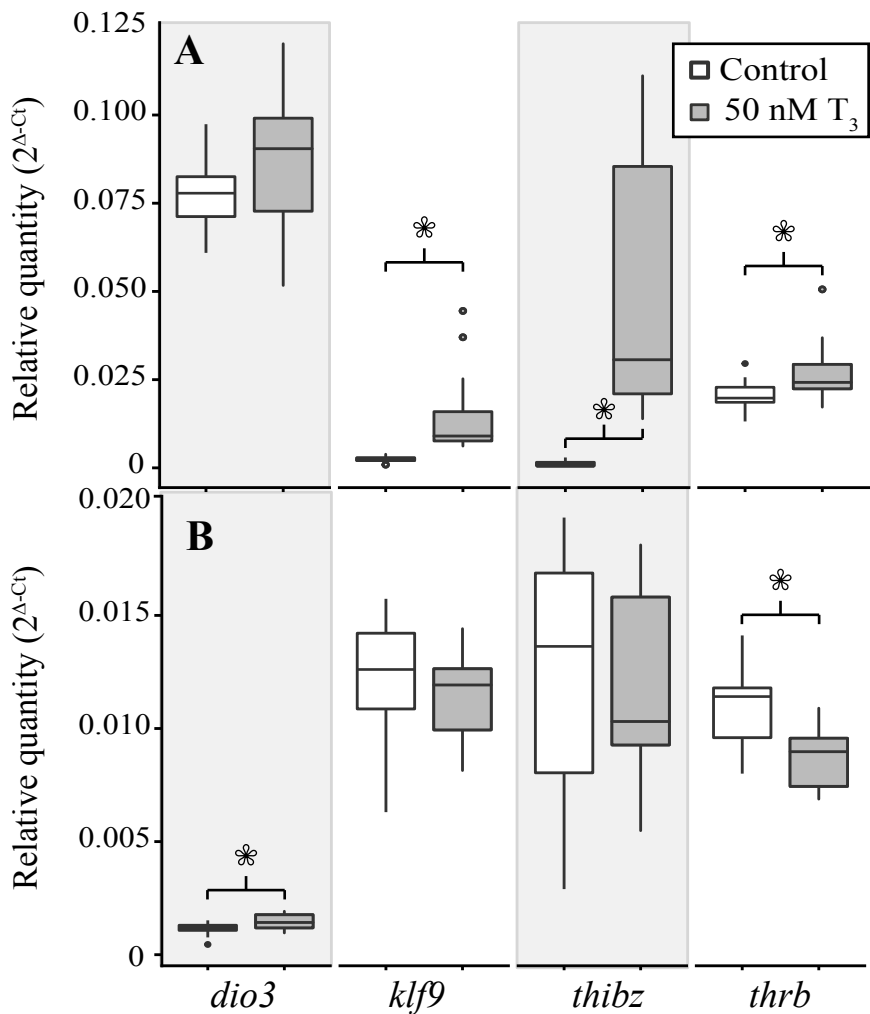 A
Control
50 nM T₃
Relative quantity (2^Δ-Ct)
0.125
0.100
0.075
0.050
0.025
0
B
Relative quantity (2^Δ-Ct)
0.020
0.015
0.010
0.005
0
dio3 klf9 thibz thrb